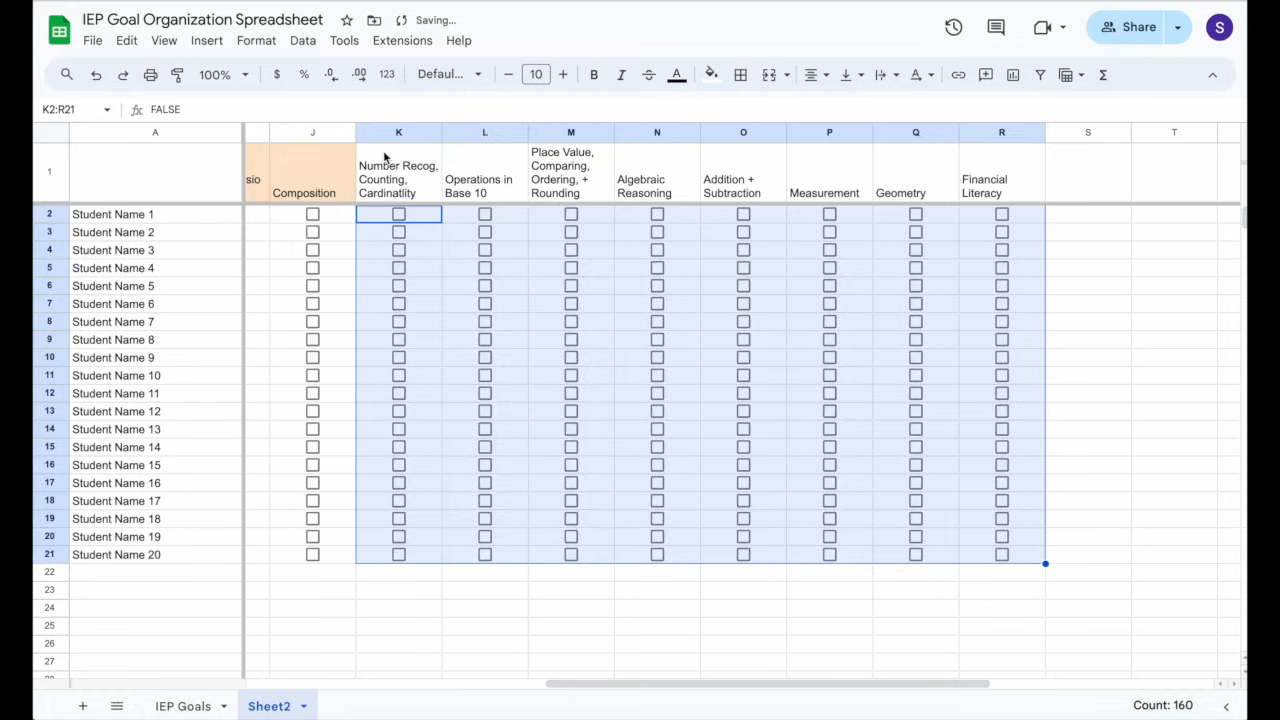 IEP Goal Organization Spreadsheet
Saving...
File Edit View Insert Format Data Tools Extensions Help
Share
S
100% $ % .0 .00 123 Defaul... 10 B I A
K2:R21 fx FALSE
A J K L M N O P Q R S T
1 sio Composition
Number Recog,
Counting,
Cardinatlity
Operations in
Base 10
Place Value,
Comparing,
Ordering, +
Rounding
Algebraic
Reasoning
Addition +
Subtraction
Measurement
Geometry
Financial
Literacy
2 Student Name 1
3 Student Name 2
4 Student Name 3
5 Student Name 4
6 Student Name 5
7 Student Name 6
8 Student Name 7
9 Student Name 8
10 Student Name 9
11 Student Name 10
12 Student Name 11
13 Student Name 12
14 Student Name 13
15 Student Name 14
16 Student Name 15
17 Student Name 16
18 Student Name 17
19 Student Name 18
20 Student Name 19
21 Student Name 20
22
23
24
25
26
27
IEP Goals Sheet2 Count: 160